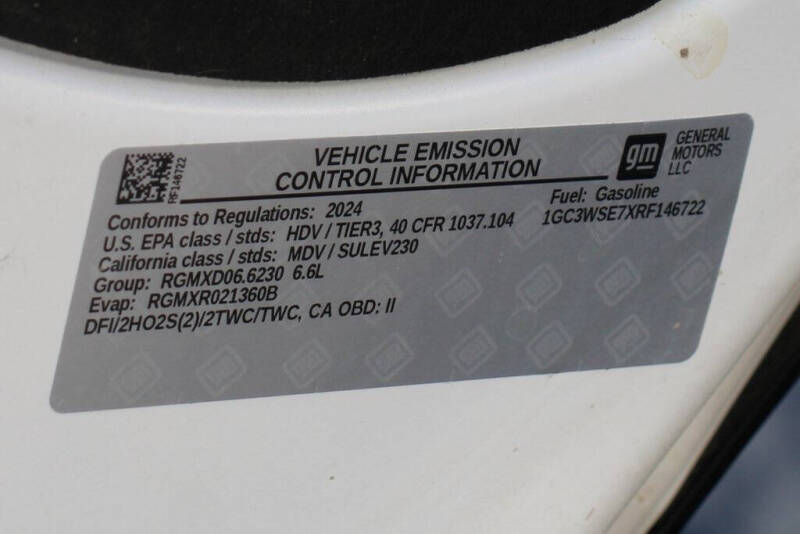 RF146722
VEHICLE EMISSION
CONTROL INFORMATION
gm
GENERAL
MOTORS
LLC
Conforms to Regulations: 2024
Fuel: Gasoline
U.S. EPA class / stds: HDV / TIER3, 40 CFR 1037.104
1GC3WSE7XRF146722
California class / stds: MDV / SULEV230
Group: RGMXD06.6230 6.6L
Evap: RGMXR021360B
DFI/2HO2S(2)/2TWC/TWC, CA OBD: II